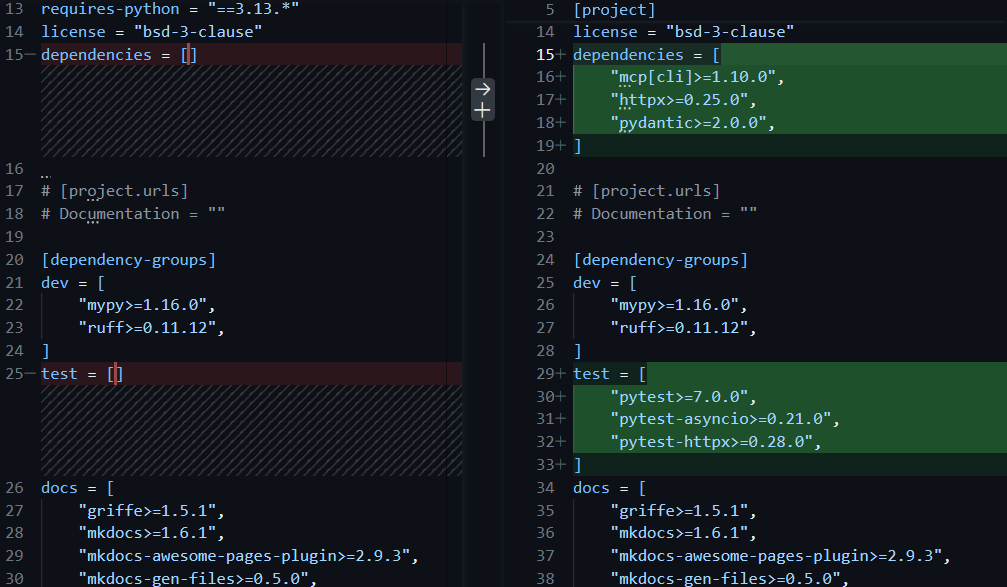 13 requires-python = "==3.13.*"
14 license = "bsd-3-clause"
15− dependencies = []
16
17 # [project.urls]
18 # Documentation = ""
19
20 [dependency-groups]
21 dev = [
22 "mypy>=1.16.0",
23 "ruff>=0.11.12",
24 ]
25− test = []
26 docs = [
27 "griffe>=1.5.1",
28 "mkdocs>=1.6.1",
29 "mkdocs-awesome-pages-plugin>=2.9.3",
30 "mkdocs-gen-files>=0.5.0",
5 [project]
14 license = "bsd-3-clause"
15+ dependencies = [
16+ "mcp[cli]>=1.10.0",
17+ "httpx>=0.25.0",
18+ "pydantic>=2.0.0",
19+ ]
20
21 # [project.urls]
22 # Documentation = ""
23
24 [dependency-groups]
25 dev = [
26 "mypy>=1.16.0",
27 "ruff>=0.11.12",
28 ]
29+ test = [
30+ "pytest>=7.0.0",
31+ "pytest-asyncio>=0.21.0",
32+ "pytest-httpx>=0.28.0",
33+ ]
34 docs = [
35 "griffe>=1.5.1",
36 "mkdocs>=1.6.1",
37 "mkdocs-awesome-pages-plugin>=2.9.3",
38 "mkdocs-gen-files>=0.5.0",